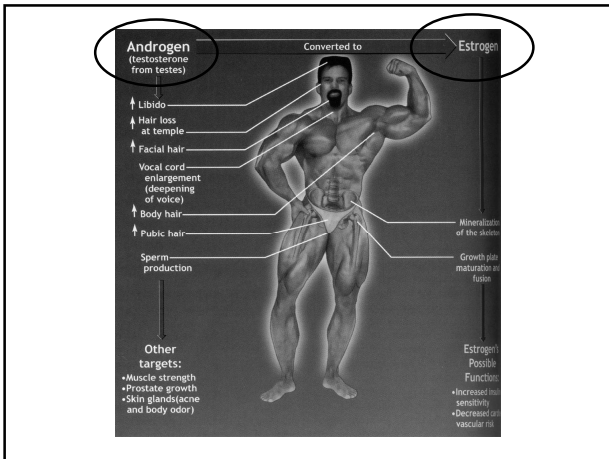 Androgen
(testosterone
from testes)
Converted to
Estrogen
Libido
Hair loss
at temple
Facial hair
Vocal cord
enlargement
(deepening
of voice)
Body hair
Pubic hair
Sperm
production
Mineralization
of the skeleton
Growth plate
maturation and
fusion
Other
targets:
•Muscle strength
•Prostate growth
•Skin glands(acne
and body odor)
Estrogen's
Possible
Functions:
•Increased
sensitivity
•Decreased
vascular risk